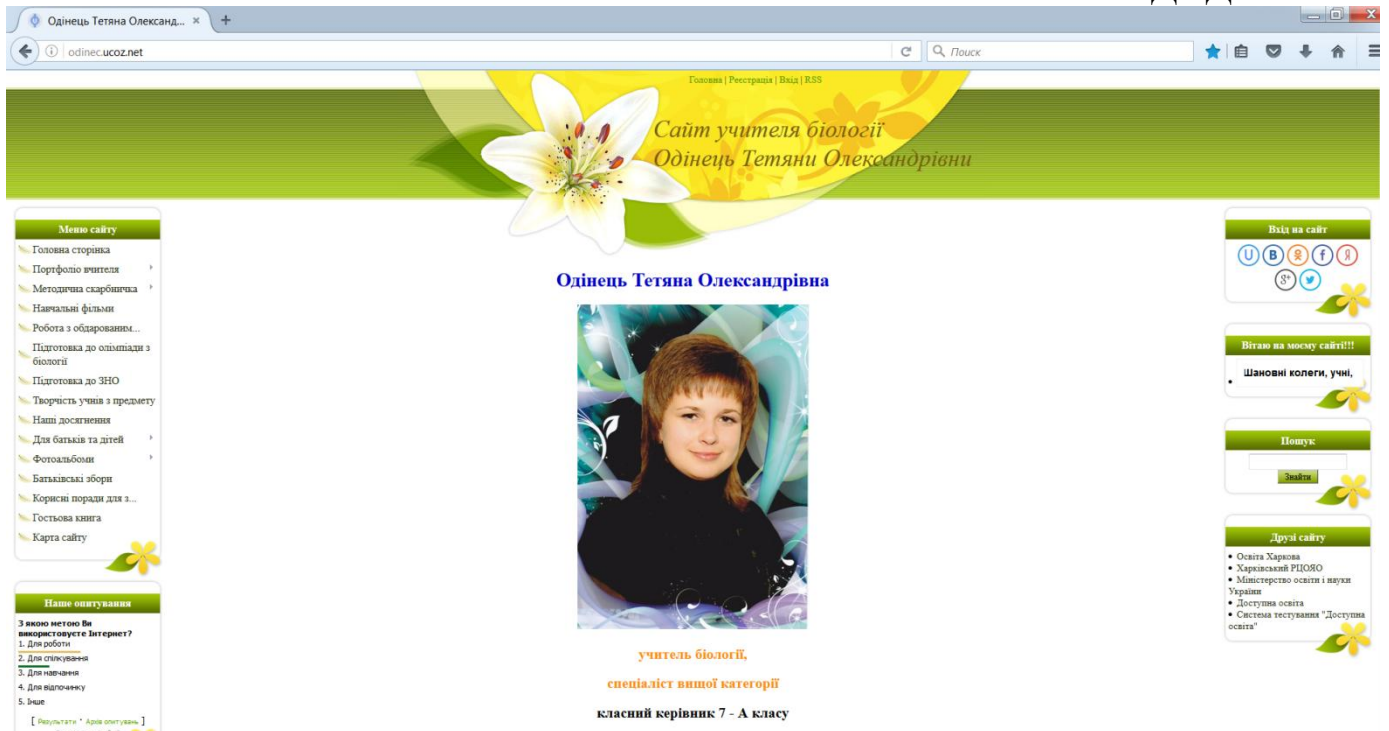 Одінець Тетяна Олександ...
odinec.ucoz.net
Поиск
Головна | Реєстрація | Вхід | RSS
Сайт учителя біології
Одінець Тетяни Олександрівни
Меню сайту
Головна сторінка
Портфоліо вчителя
Методична скарбничка
Навчальні фільми
Робота з обдарованим...
Підготовка до олімпіади з
біології
Підготовка до ЗНО
Творчість учнів з предмету
Наші досягнення
Для батьків та дітей
Фотоальбоми
Батьківські збори
Корисні поради для з...
Гостьова книга
Карта сайту
Наше опитування
З якою метою Ви
використовуєте Інтернет?
1. Для роботи
2. Для спілкування
3. Для навчання
4. Для відпочинку
5. Інше
[ Результати · Архів опитувань ]
Одінець Тетяна Олександрівна
учитель біології,
спеціаліст вищої категорії
класний керівник 7 - А класу
Вхід на сайт
Вітаю на моєму сайті!!!
Шановні колеги, учні,
Пошук
Знайти
Друзі сайту
Освіта Харкова
Харківський РЦОЯО
Міністерство освіти і науки
України
Доступна освіта
Система тестування "Доступна
освіта"